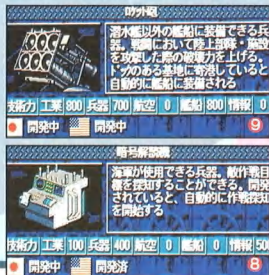 ロケット砲
潜水艦以外の艦船に装備できる兵
器。戦闘において陸上部隊・施設
を攻撃した際の破壊力を上げる。
ドックのある基地に寄港していると
自動的に艦船に装備される
技術力 工業 800 兵器 700 航空 0 艦船 800 情報 0
開発中 開発中 9
暗号解読機
海軍が使用できる兵器。敵作戦目
標を探知することができる。開発
されていると、自動的に作戦探知
を開始する
技術力 工業 100 兵器 400 航空 0 艦船 0 情報 500
開発中 開発済 8